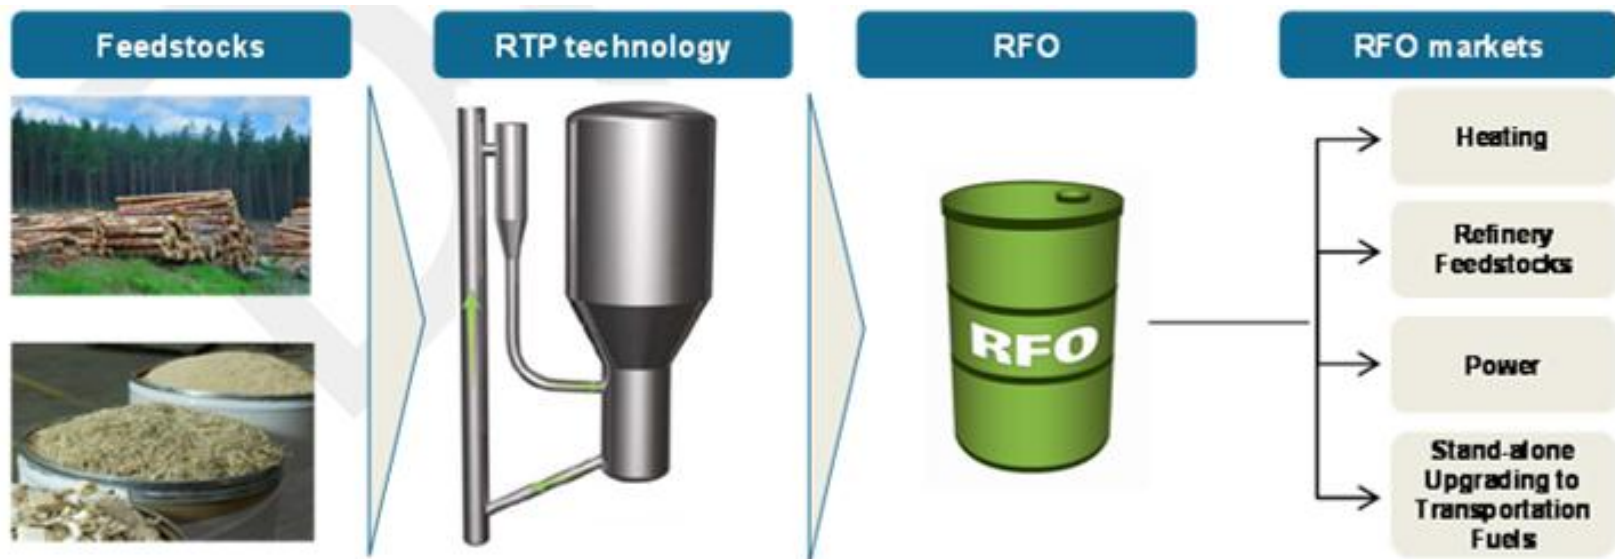 Feedstocks
RTP technology
RFO
RFO markets
Heating
Refinery
Feedstocks
RFO
Power
Stand-alone
Upgrading to
Transportation
Fuels